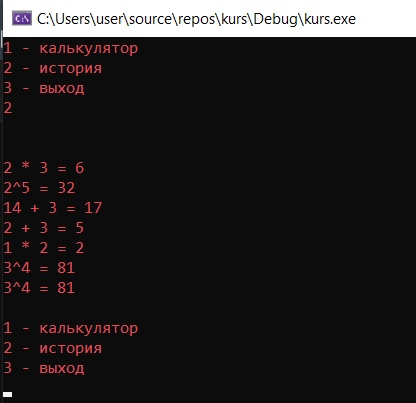 C:\Users\user\source\repos\kurs\Debug\kurs.exe
1 - калькулятор
2 - история
3 - выход
2
2 * 3 = 6
2^5 = 32
14 + 3 = 17
2 + 3 = 5
1 * 2 = 2
3^4 = 81
3^4 = 81
1 - калькулятор
2 - история
3 - выход